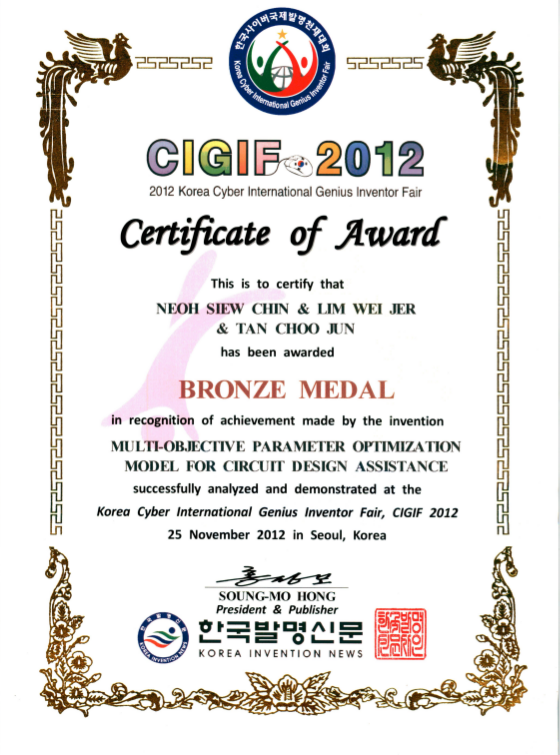 한국사이버국제발명천재대회
Korea Cyber International Genius Inventor Fair
CIGIF 2012
2012 Korea Cyber International Genius Inventor Fair
Certificate of Award
This is to certify that
NEOH SIEW CHIN & LIM WEI JER
& TAN CHOO JUN
has been awarded
BRONZE MEDAL
in recognition of achievement made by the invention
MULTI-OBJECTIVE PARAMETER OPTIMIZATION
MODEL FOR CIRCUIT DESIGN ASSISTANCE
successfully analyzed and demonstrated at the
Korea Cyber International Genius Inventor Fair, CIGIF 2012
25 November 2012 in Seoul, Korea
SOUNG-MO HONG
President & Publisher
한국발명신문
KOREA INVENTION NEWS
KOREA INVENTION NEWS